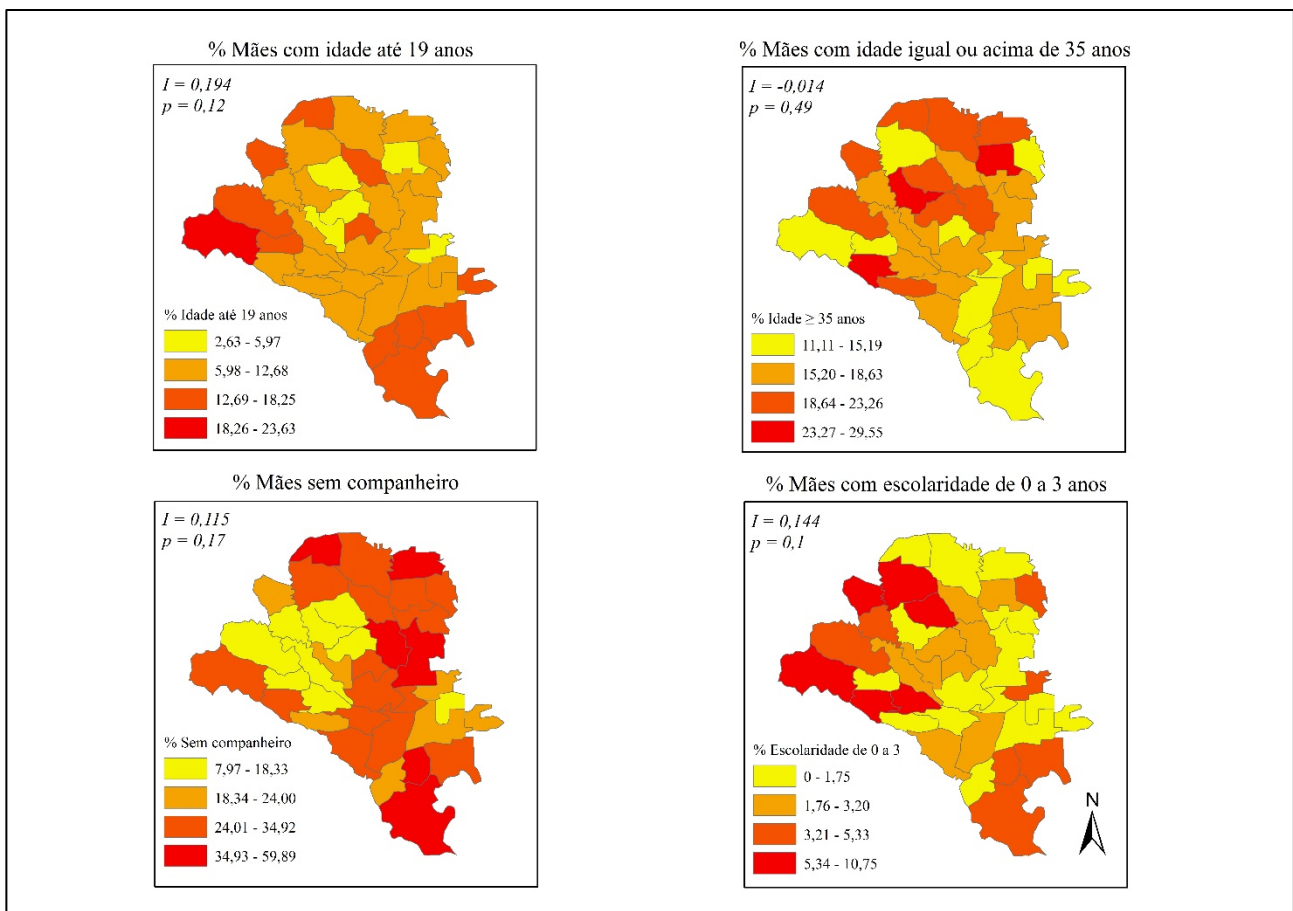 % Mães com idade até 19 anos
I = 0,194
p = 0,12
% Idade até 19 anos
2,63 - 5,97
5,98 - 12,68
12,69 - 18,25
18,26 - 23,63
% Mães com idade igual ou acima de 35 anos
I = -0,014
p = 0,49
% Idade ≥ 35 anos
11,11 - 15,19
15,20 - 18,63
18,64 - 23,26
23,27 - 29,55
% Mães sem companheiro
I = 0,115
p = 0,17
% Sem companheiro
7,97 - 18,33
18,34 - 24,00
24,01 - 34,92
34,93 - 59,89
% Mães com escolaridade de 0 a 3 anos
I = 0,144
p = 0,1
% Escolaridade de 0 a 3
0 - 1,75
1,76 - 3,20
3,21 - 5,33
5,34 - 10,75
N